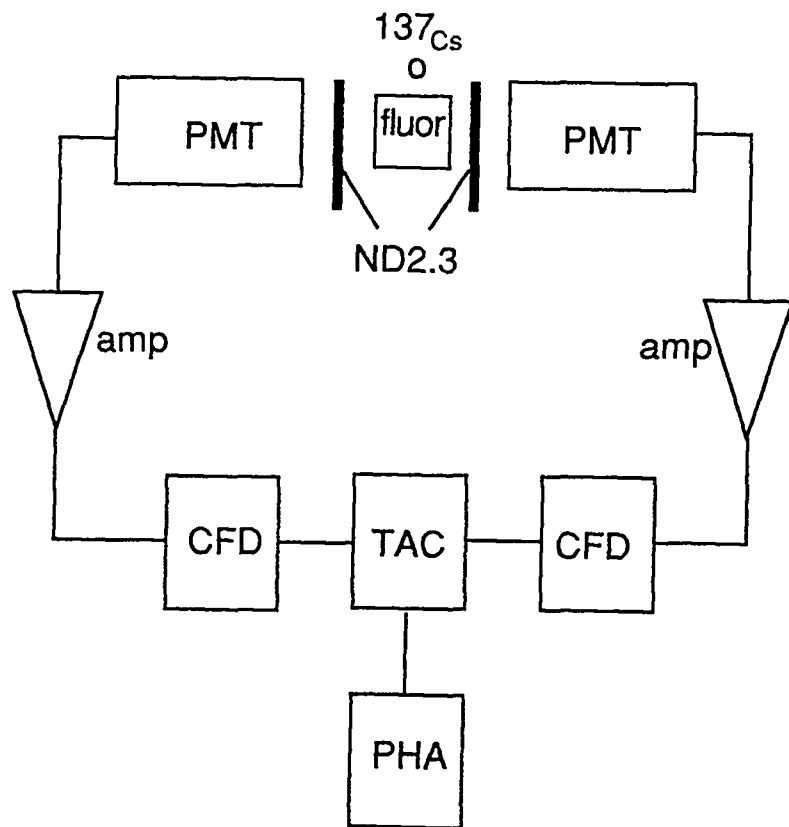 137Cs
PMT
fluor
PMT
ND2.3
amp
amp
CFD
TAC
CFD
PHA